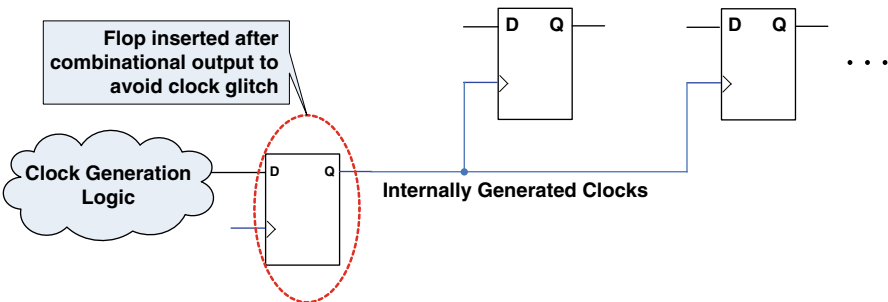 Flop inserted after
combinational output to
avoid clock glitch
D Q
D Q
. . .
Clock Generation
Logic
D Q
Internally Generated Clocks